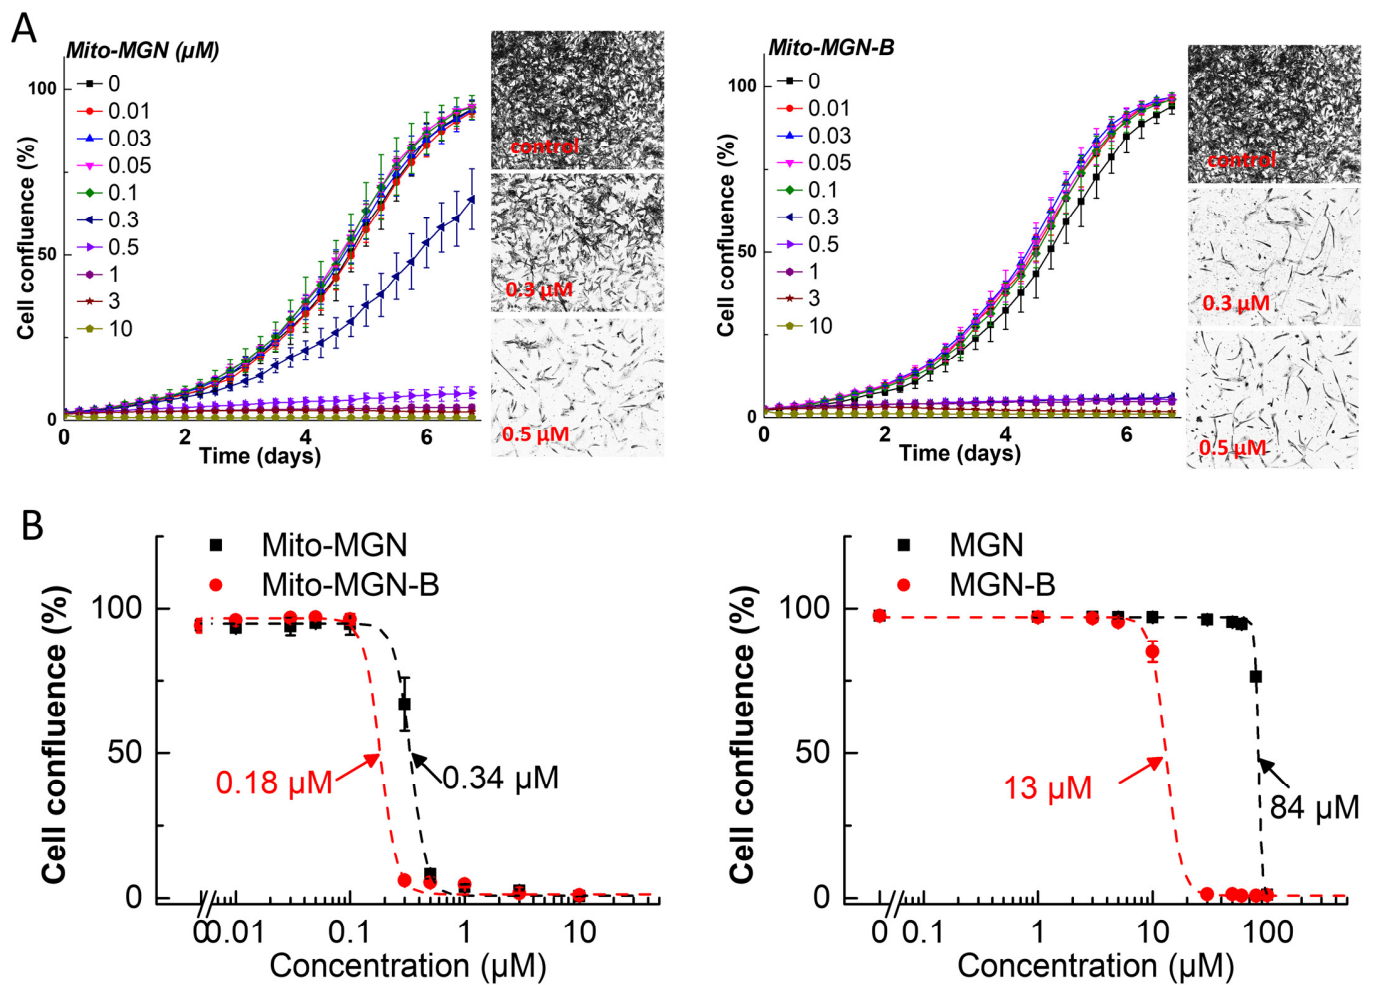 A
Mito-MGN (µM)
0
0.01
0.03
0.05
0.1
0.3
0.5
1
3
10
100
50
0
Cell confluence (%)
0 2 4 6
Time (days)
control
0.3 µM
0.5 µM
Mito-MGN-B
0
0.01
0.03
0.05
0.1
0.3
0.5
1
3
10
100
50
0
Cell confluence (%)
0 2 4 6
Time (days)
control
0.3 µM
0.5 µM
B
Mito-MGN
Mito-MGN-B
100
50
0
Cell confluence (%)
0.18 µM
0.34 µM
0 0.01 0.1 1 10
Concentration (µM)
MGN
MGN-B
100
50
0
Cell confluence (%)
13 µM
84 µM
0 0.1 1 10 100
Concentration (µM)